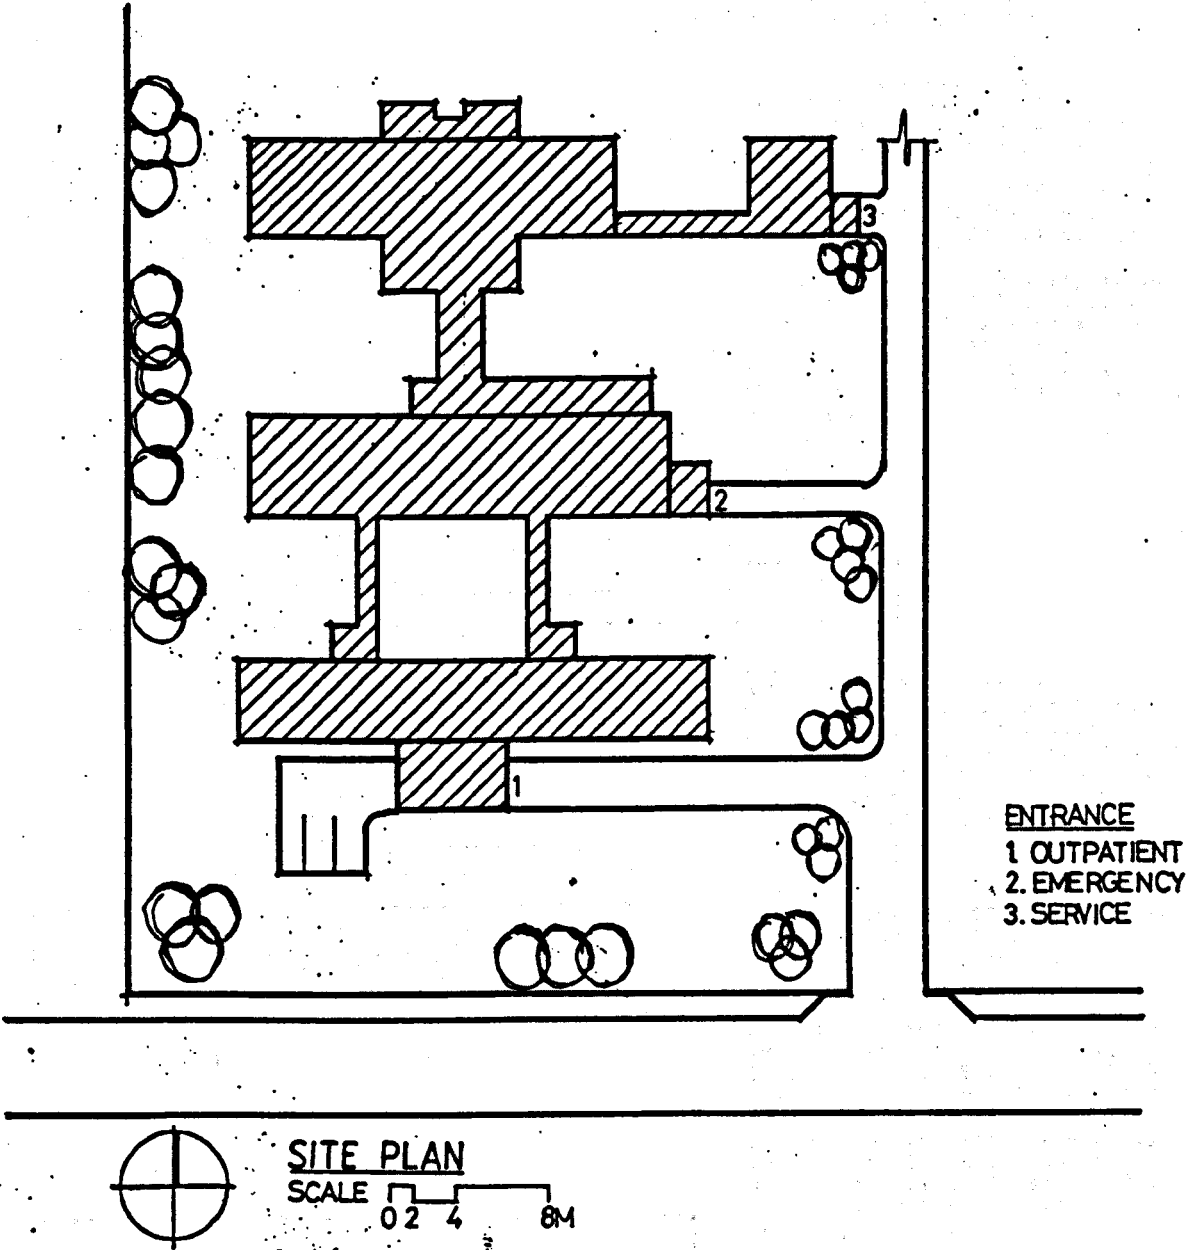 3
2
1
ENTRANCE
1. OUTPATIENT
2. EMERGENCY
3. SERVICE
SITE PLAN
SCALE
0 2 4 8M